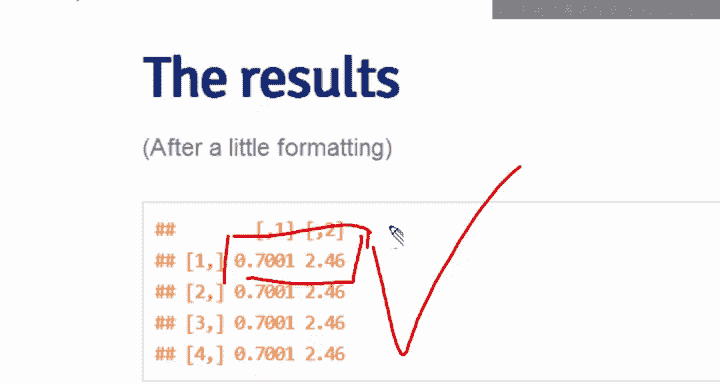 The results
(After a little formatting)
## [,1] [,2]
## [1,] 0.7001 2.46
## [2,] 0.7001 2.46
## [3,] 0.7001 2.46
## [4,] 0.7001 2.46